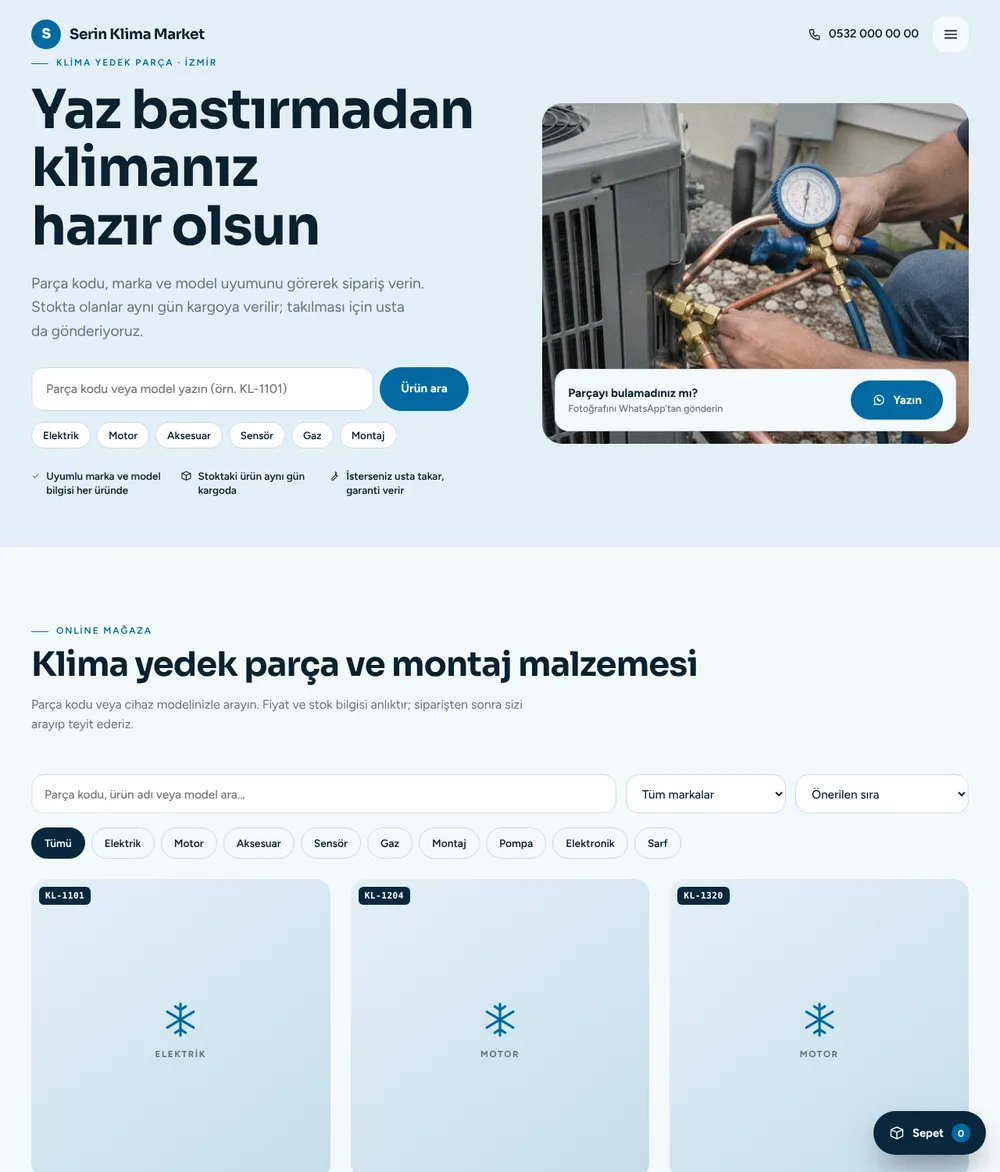 S Serin Klima Market
0532 000 00 00
KLİMA YEDEK PARÇA · İZMİR
Yaz bastırmadan
klimanız
hazır olsun
Parça kodu, marka ve model uyumunu görerek sipariş verin.
Stokta olanlar aynı gün kargoya verilir; takılması için usta
da gönderiyoruz.
Parça kodu veya model yazın (örn. KL-1101)
Ürün ara
Elektrik Motor Aksesuar Sensör Gaz Montaj
Uyumlu marka ve model
bilgisi her üründe
Stoktaki ürün aynı gün
kargoda
İsterseniz usta takar,
garanti verir
Parçayı bulamadınız mı?
Fotoğrafını WhatsApp'tan gönderin
Yazın
ONLİNE MAĞAZA
Klima yedek parça ve montaj malzemesi
Parça kodu veya cihaz modelinizle arayın. Fiyat ve stok bilgisi anlıktır; siparişten sonra sizi
arayıp teyit ederiz.
Parça kodu, ürün adı veya model ara...
Tüm markalar
Önerilen sıra
Tümü Elektrik Motor Aksesuar Sensör Gaz Montaj Pompa Elektronik Sarf
KL-1101
ELEKTRİK
KL-1204
MOTOR
KL-1320
MOTOR
Sepet 0